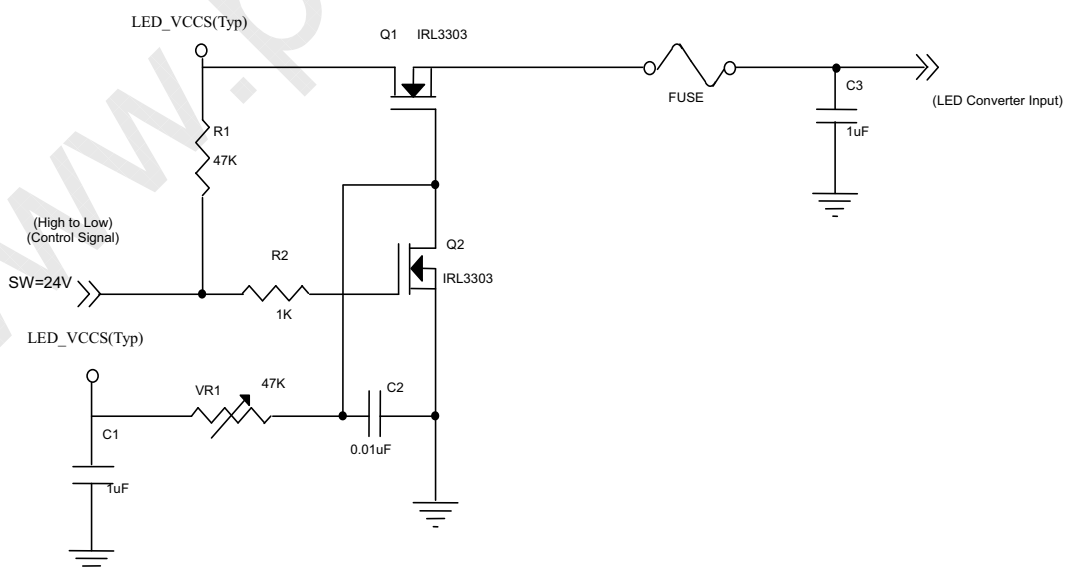 LED_VCCS(Typ)
Q1 IRL3303
FUSE
C3
(LED Converter Input)
1uF
R1
47K
(High to Low)
(Control Signal)
SW=24V
R2
1K
Q2
IRL3303
LED_VCCS(Typ)
VR1
47K
C2
0.01uF
C1
1uF